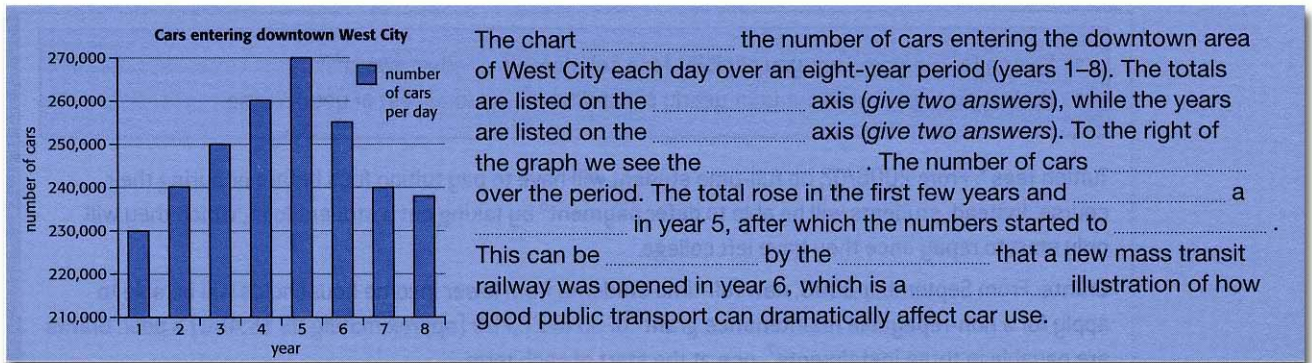 Cars entering downtown West City
270,000
260,000
250,000
240,000
230,000
220,000
210,000
number of cars
1 2 3 4 5 6 7 8
year
number
of cars
per day
The chart ........................ the number of cars entering the downtown area
of West City each day over an eight-year period (years 1–8). The totals
are listed on the ........................ axis (give two answers), while the years
are listed on the ........................ axis (give two answers). To the right of
the graph we see the ........................ . The number of cars ........................
over the period. The total rose in the first few years and ........................ a
........................ in year 5, after which the numbers started to ........................ .
This can be ........................ by the ........................ that a new mass transit
railway was opened in year 6, which is a ........................ illustration of how
good public transport can dramatically affect car use.